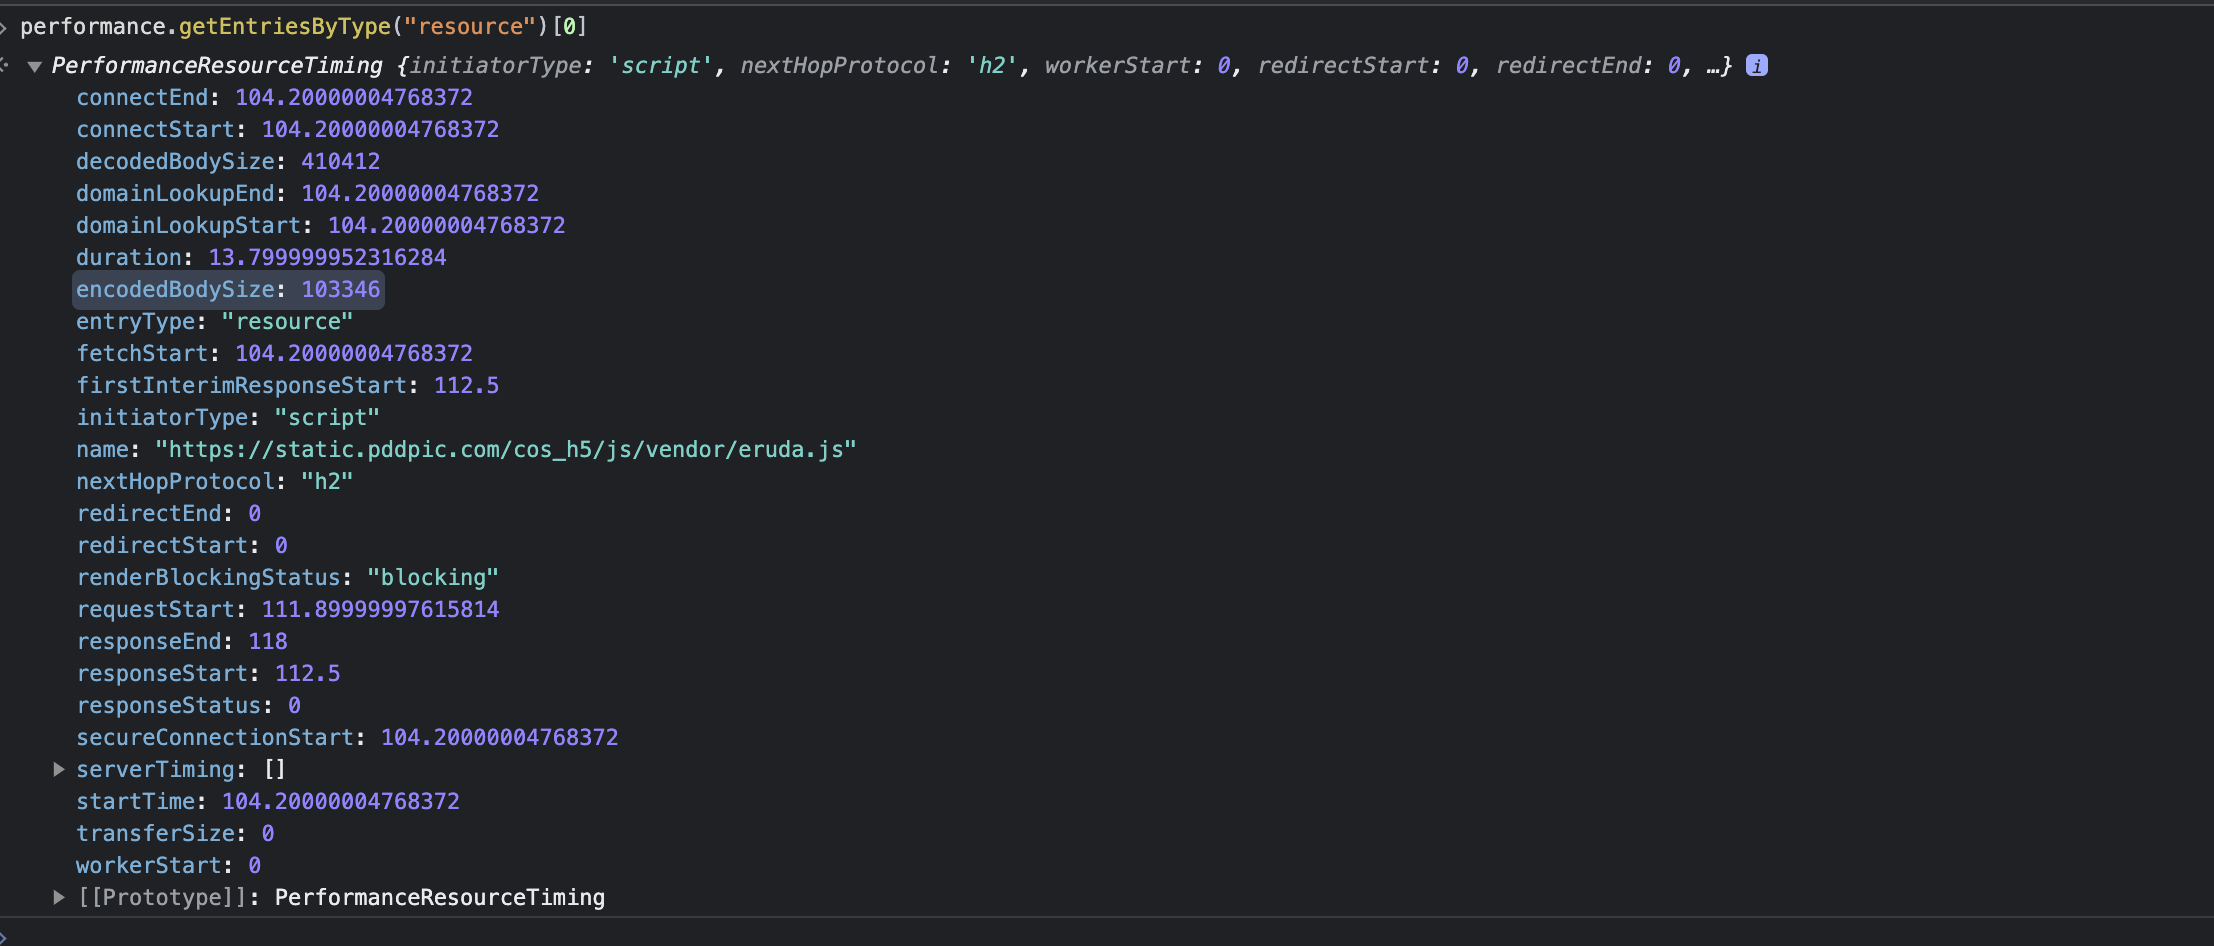 performance.getEntriesByType("resource")[0]
PerformanceResourceTiming {initiatorType: 'script', nextHopProtocol: 'h2', workerStart: 0, redirectStart: 0, redirectEnd: 0, …} i
connectEnd: 104.20000004768372
connectStart: 104.20000004768372
decodedBodySize: 410412
domainLookupEnd: 104.20000004768372
domainLookupStart: 104.20000004768372
duration: 13.799999952316284
encodedBodySize: 103346
entryType: "resource"
fetchStart: 104.20000004768372
firstInterimResponseStart: 112.5
initiatorType: "script"
name: "https://static.pddpic.com/cos_h5/js/vendor/eruda.js"
nextHopProtocol: "h2"
redirectEnd: 0
redirectStart: 0
renderBlockingStatus: "blocking"
requestStart: 111.89999997615814
responseEnd: 118
responseStart: 112.5
responseStatus: 0
secureConnectionStart: 104.20000004768372
serverTiming: []
startTime: 104.20000004768372
transferSize: 0
workerStart: 0
[[Prototype]]: PerformanceResourceTiming